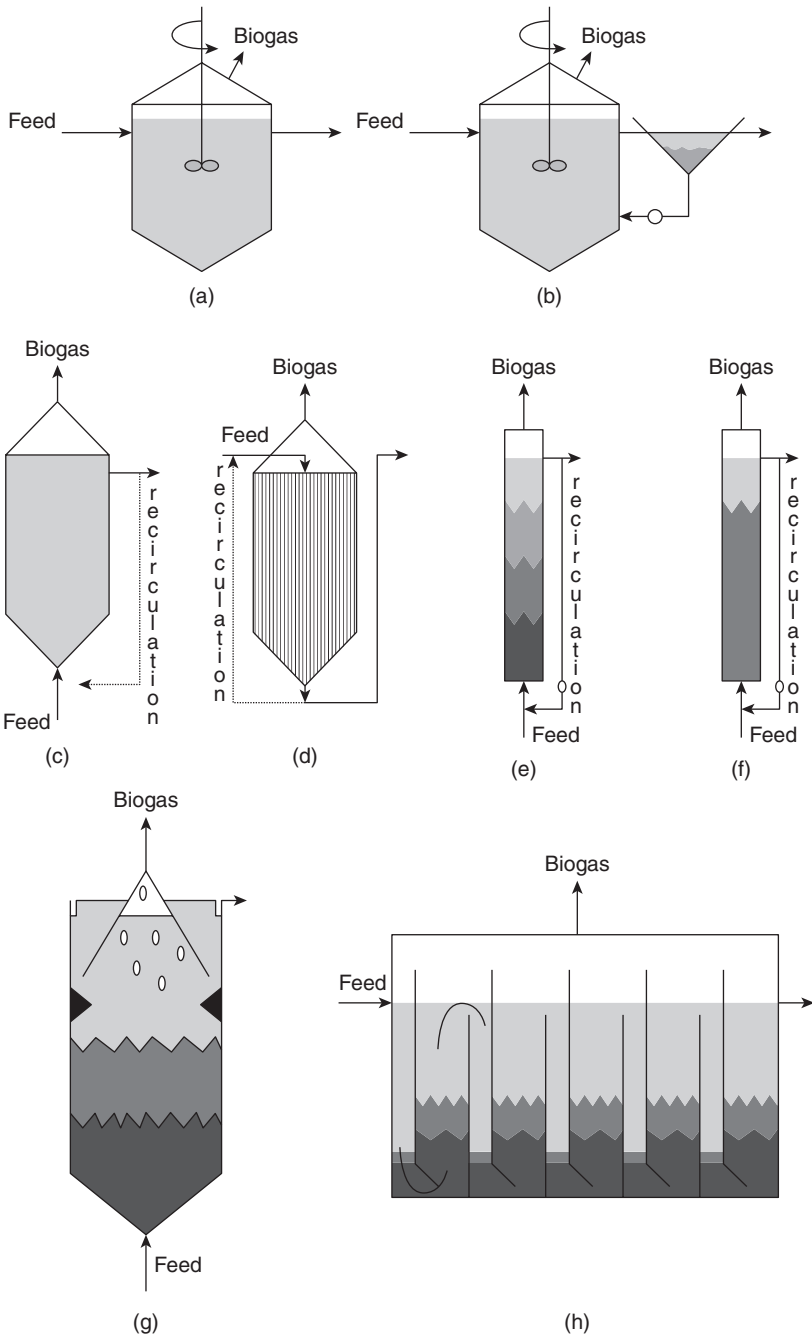 Biogas
Feed
(a)
Biogas
Feed
(b)
Biogas
recirculation
Feed
(c)
Biogas
Feed
recirculation
(d)
Biogas
recirculation
Feed
(e)
Biogas
recirculation
Feed
(f)
Biogas
Feed
(g)
Biogas
Feed
(h)